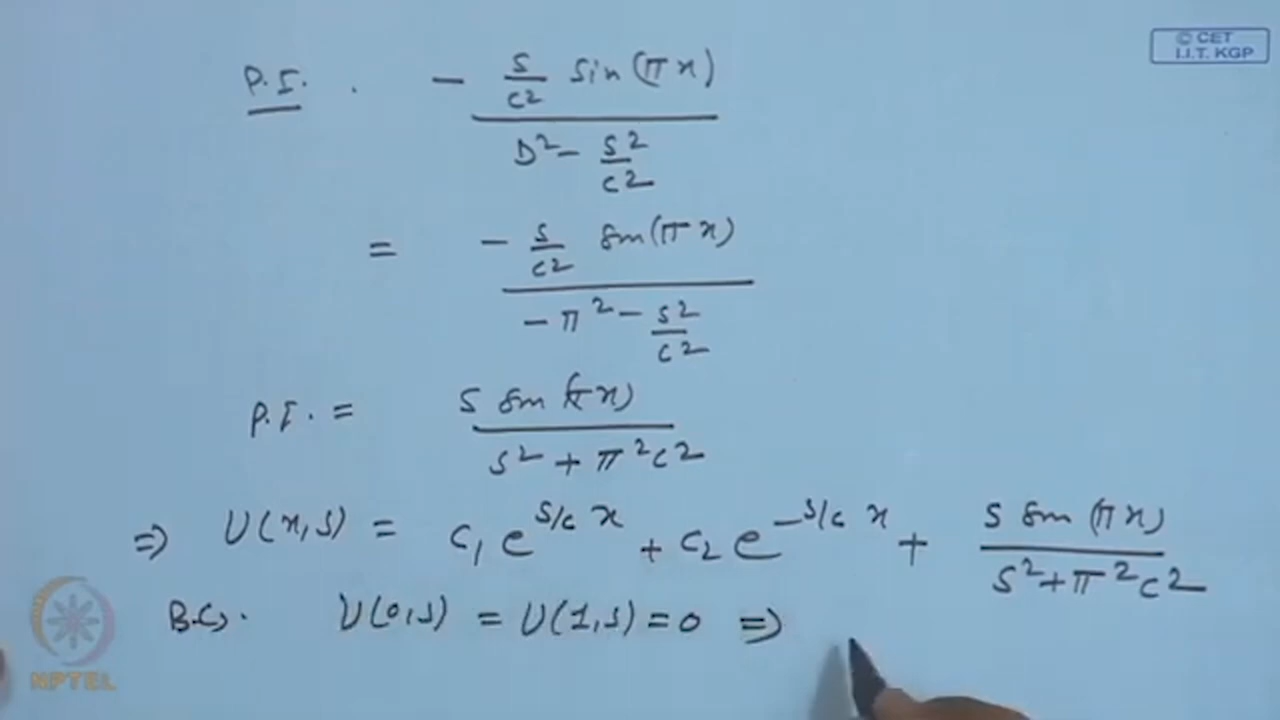 © CET
I.I.T. KGP
P.I. . - s/c2 sin(πx)
D2 - s2/c2
= - s/c2 sin(πx)
-π2 - s2/c2
P.I. = s sin(πx)
s2 + π2c2
⇒ U(x,s) = c1 e^{s/c x} + c2 e^{-s/c x} + s sin(πx)
s2+π2c2
B.Cs. U(0,s) = U(1,s) = 0 ⇒
NPTEL